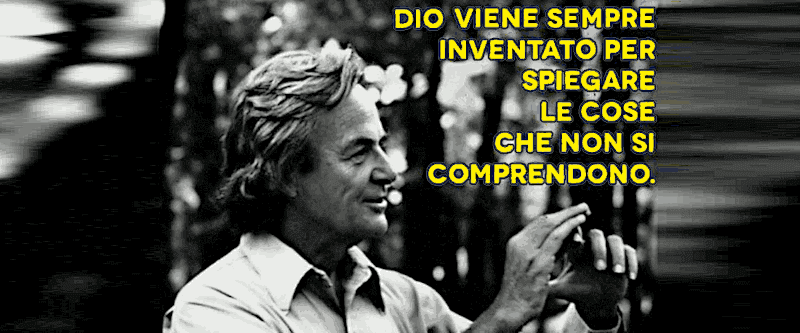 DIO VIENE SEMPRE
INVENTATO PER
SPIEGARE
LE COSE
CHE NON SI
COMPRENDONO.